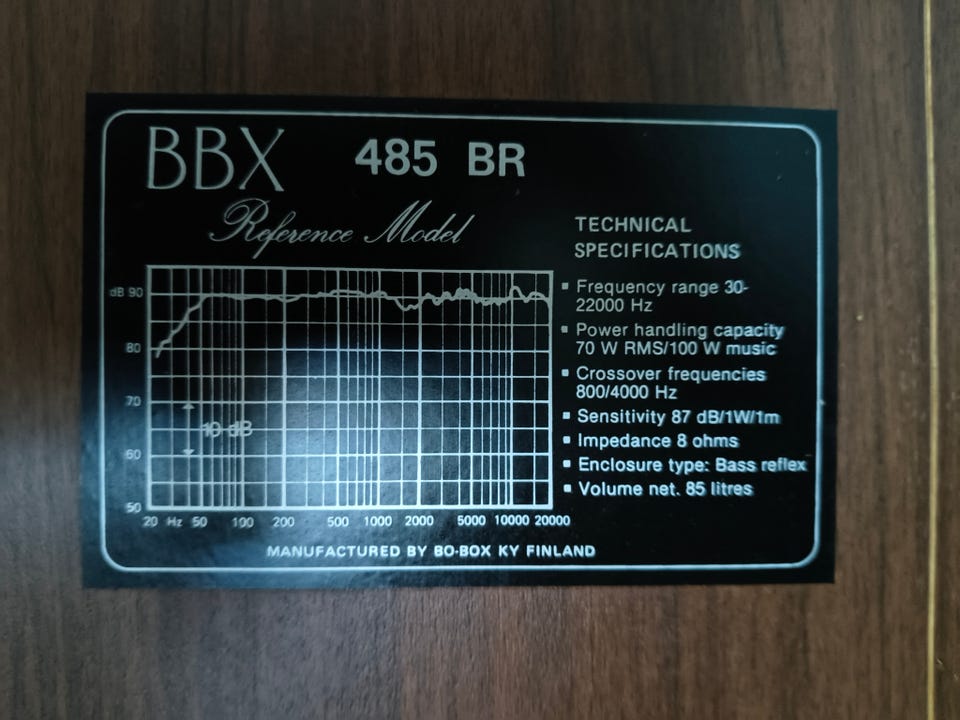 BBX 485 BR
Reference Model
TECHNICAL
SPECIFICATIONS
▪ Frequency range 30-
22000 Hz
▪ Power handling capacity
70 W RMS/100 W music
▪ Crossover frequencies
800/4000 Hz
▪ Sensitivity 87 dB/1W/1m
▪ Impedance 8 ohms
▪ Enclosure type: Bass reflex
▪ Volume net. 85 litres
dB 90
80
70
10 dB
60
50
20 Hz 50 100 200 500 1000 2000 5000 10000 20000
MANUFACTURED BY BO-BOX KY FINLAND